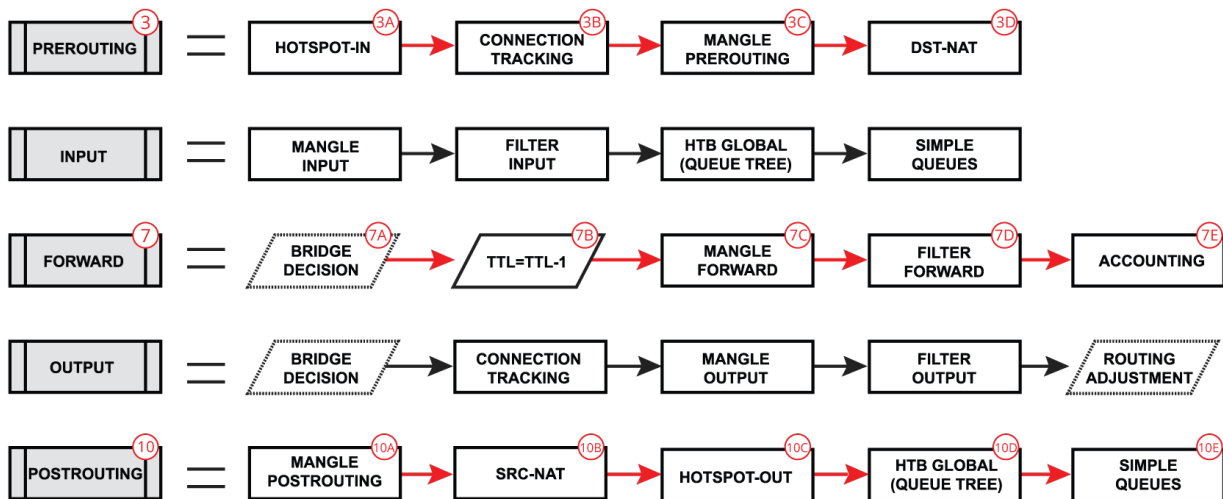 3
3A
3B
3C
3D
PREROUTING
HOTSPOT-IN
CONNECTION
TRACKING
MANGLE
PREROUTING
DST-NAT
INPUT
MANGLE
INPUT
FILTER
INPUT
HTB GLOBAL
(QUEUE TREE)
SIMPLE
QUEUES
7
7A
7B
7C
7D
7E
FORWARD
BRIDGE
DECISION
TTL=TTL-1
MANGLE
FORWARD
FILTER
FORWARD
ACCOUNTING
OUTPUT
BRIDGE
DECISION
CONNECTION
TRACKING
MANGLE
OUTPUT
FILTER
OUTPUT
ROUTING
ADJUSTMENT
10
10A
10B
10C
10D
10E
POSTROUTING
MANGLE
POSTROUTING
SRC-NAT
HOTSPOT-OUT
HTB GLOBAL
(QUEUE TREE)
SIMPLE
QUEUES